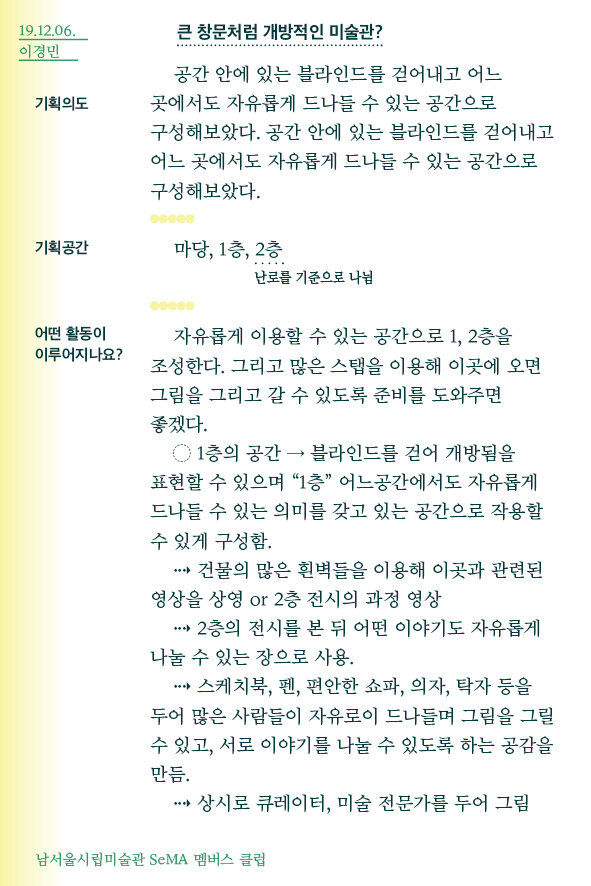 19.12.06.
이경민
큰 창문처럼 개방적인 미술관?
기획의도
공간 안에 있는 블라인드를 걷어내고 어느
곳에서도 자유롭게 드나들 수 있는 공간으로
구성해보았다. 공간 안에 있는 블라인드를 걷어내고
어느 곳에서도 자유롭게 드나들 수 있는 공간으로
구성해보았다.
기획공간
마당, 1층, 2층
난로를 기준으로 나뉨
어떤 활동이
이루어지나요?
자유롭게 이용할 수 있는 공간으로 1, 2층을
조성한다. 그리고 많은 스탭을 이용해 이곳에 오면
그림을 그리고 갈 수 있도록 준비를 도와주면
좋겠다.
◌ 1층의 공간 → 블라인드를 걷어 개방됨을
표현할 수 있으며 “1층” 어느공간에서도 자유롭게
드나들 수 있는 의미를 갖고 있는 공간으로 작용할
수 있게 구성함.
⇢ 건물의 많은 흰벽들을 이용해 이곳과 관련된
영상을 상영 or 2층 전시의 과정 영상
⇢ 2층의 전시를 본 뒤 어떤 이야기도 자유롭게
나눌 수 있는 장으로 사용.
⇢ 스케치북, 펜, 편안한 쇼파, 의자, 탁자 등을
두어 많은 사람들이 자유로이 드나들며 그림을 그릴
수 있고, 서로 이야기를 나눌 수 있도록 하는 공감을
만듬.
⇢ 상시로 큐레이터, 미술 전문가를 두어 그림
남서울시립미술관 SeMA 멤버스 클럽